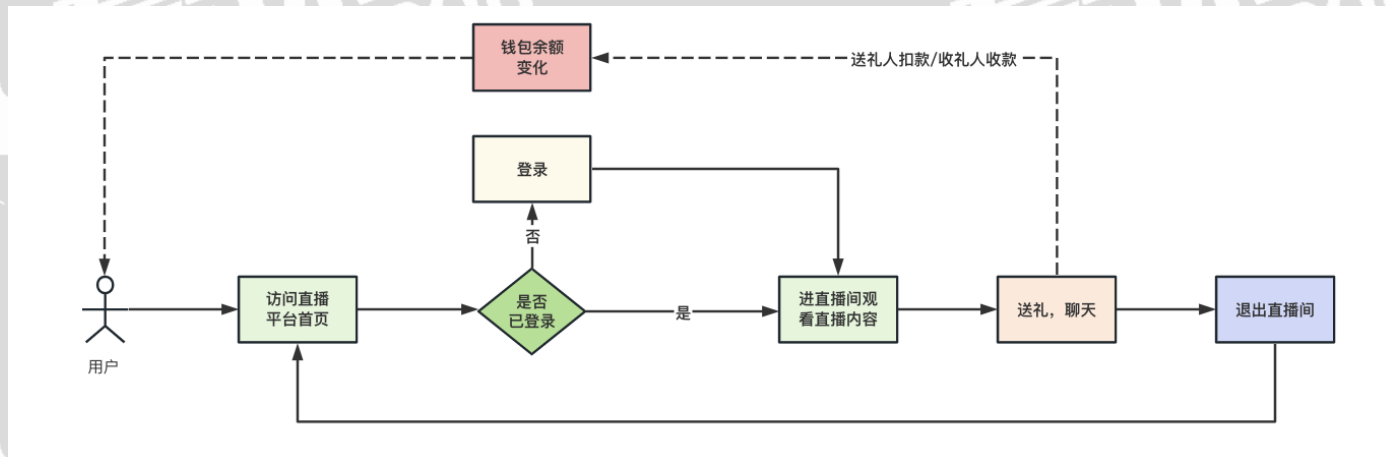 钱包余额
变化
送礼人扣款/收礼人收款
登录
否
访问直播
平台首页
是否
已登录
是
进直播间观
看直播内容
送礼，聊天
退出直播间
用户